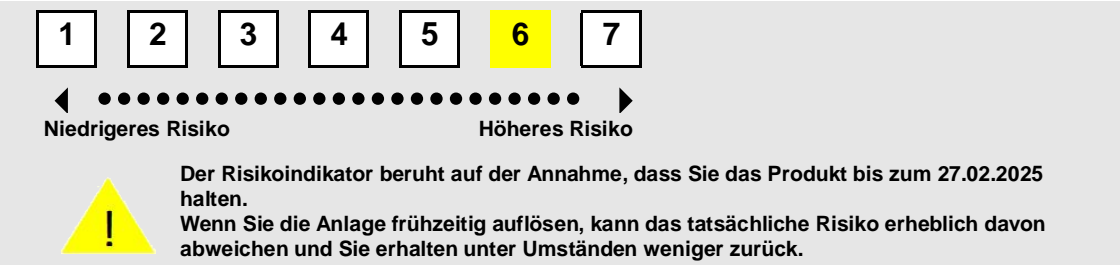 1 2 3 4 5 6 7
Niedrigeres Risiko Höheres Risiko
Der Risikoindikator beruht auf der Annahme, dass Sie das Produkt bis zum 27.02.2025
halten.
Wenn Sie die Anlage frühzeitig auflösen, kann das tatsächliche Risiko erheblich davon
abweichen und Sie erhalten unter Umständen weniger zurück.
!